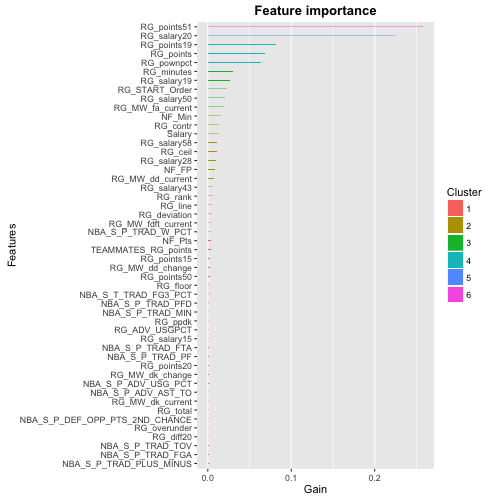 Feature importance
RG_points51
RG_salary20
RG_points19
RG_points
RG_pownpct
RG_minutes
RG_salary19
RG_START_Order
RG_salary50
RG_MW_fa_current
NF_Min
RG_contr
Salary
RG_salary58
RG_ceil
RG_salary28
NF_FP
RG_MW_dd_current
RG_salary43
RG_rank
RG_line
RG_deviation
RG_MW_fdrt_current
NBA_S_P_TRAD_W_PCT
NF_Pts
TEAMMATES_RG_points
RG_points15
RG_MW_dd_change
RG_points50
RG_floor
NBA_S_T_TRAD_FG3_PCT
NBA_S_P_TRAD_PFD
NBA_S_P_TRAD_MIN
RG_ppdk
RG_ADV_USGPCT
RG_salary15
NBA_S_P_TRAD_FTA
NBA_S_P_TRAD_PF
RG_points20
RG_MW_dk_change
NBA_S_P_ADV_USG_PCT
NBA_S_P_ADV_AST_TO
RG_MW_dk_current
RG_total
NBA_S_P_DEF_OPP_PTS_2ND_CHANCE
RG_overunder
RG_diff20
NBA_S_P_TRAD_TOV
NBA_S_P_TRAD_FGA
NBA_S_P_TRAD_PLUS_MINUS
Features
0.0 0.1 0.2
Gain
Cluster
1
2
3
4
5
6